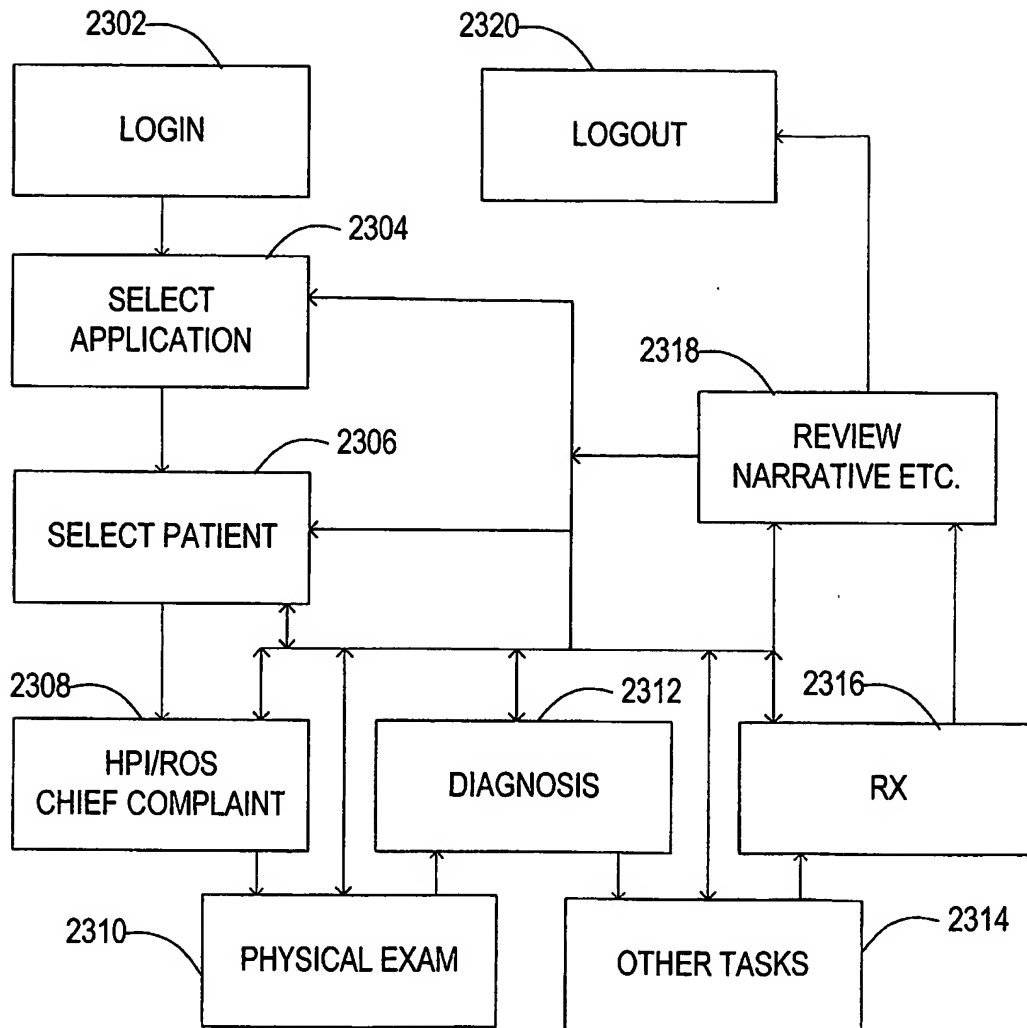 2302
LOGIN
2320
LOGOUT
2304
SELECT
APPLICATION
2318
REVIEW
NARRATIVE ETC.
2306
SELECT PATIENT
2308
HPI/ROS
CHIEF COMPLAINT
2312
DIAGNOSIS
2316
RX
2310
PHYSICAL EXAM
OTHER TASKS
2314